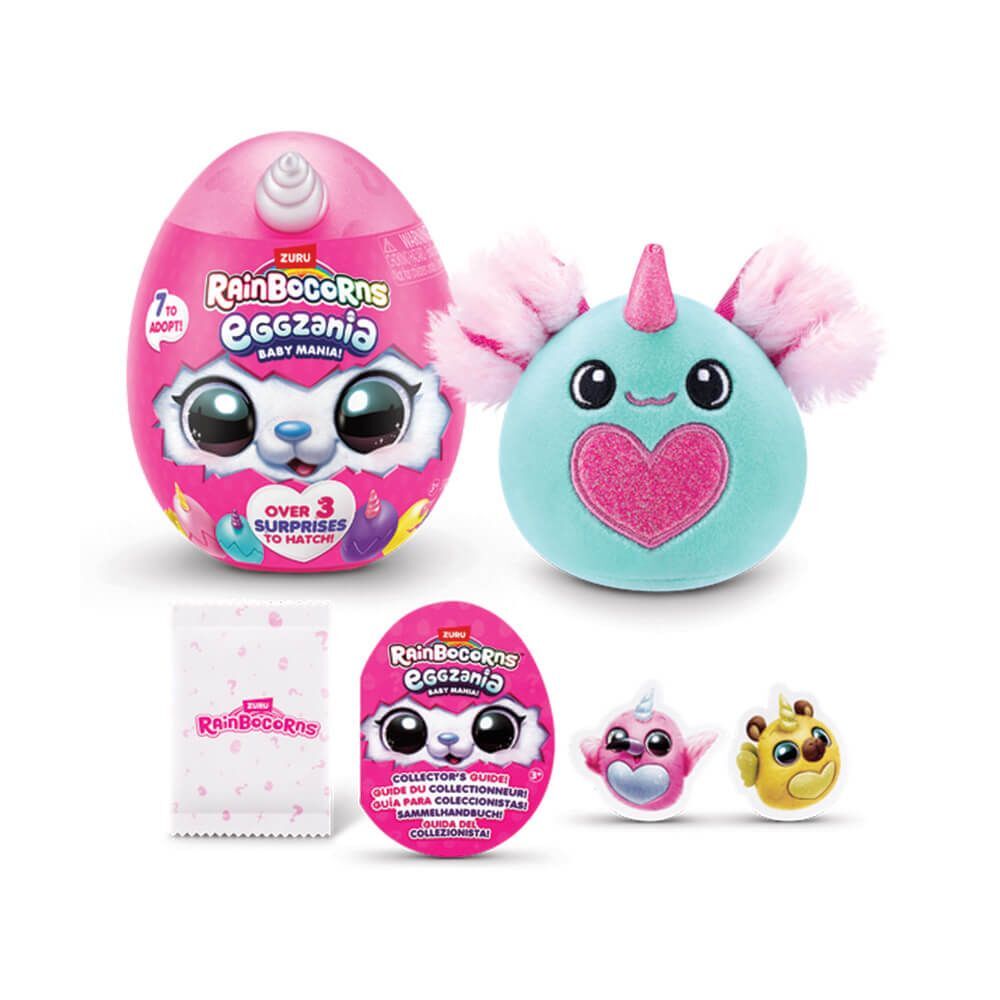 ZURU
RainBocoRns
eGGzania
BABY MANIA!
7 TO
ADOPT!
WARNING
OVER 3
SURPRISES
TO HATCH!
ZURU
RainBocoRns
ZURU
RainBocoRns
eGGzania
BABY MANIA!
3+
COLLECTOR'S GUIDE!
GUIDE DU COLLECTIONNEUR!
GUÍA PARA COLECCIONISTAS!
SAMMELHANDBUCH!
GUIDA DEL
COLLEZIONISTA!